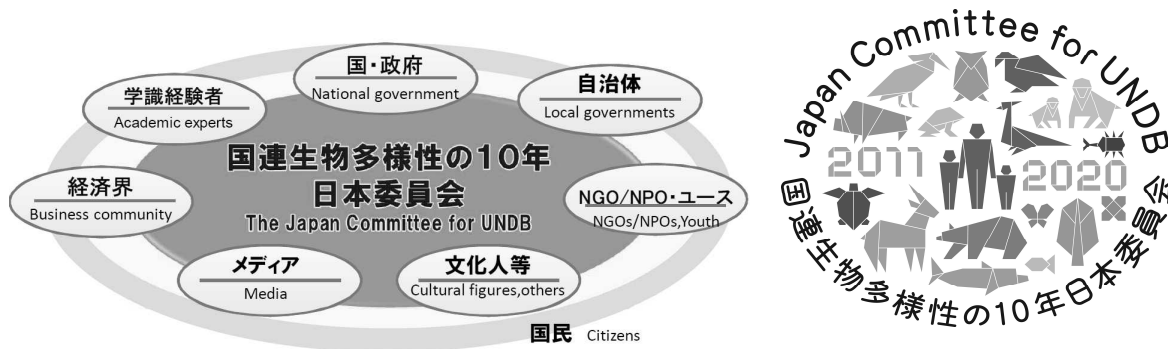 国・政府
National government
自治体
Local governments
学識経験者
Academic experts
国連生物多様性の10年
日本委員会
The Japan Committee for UNDB
経済界
Business community
NGO/NPO・ユース
NGOs/NPOs,Youth
メディア
Media
文化人等
Cultural figures,others
国民 Citizens
Japan Committee for UNDB
2011 2020
国連生物多様性の10年日本委員会